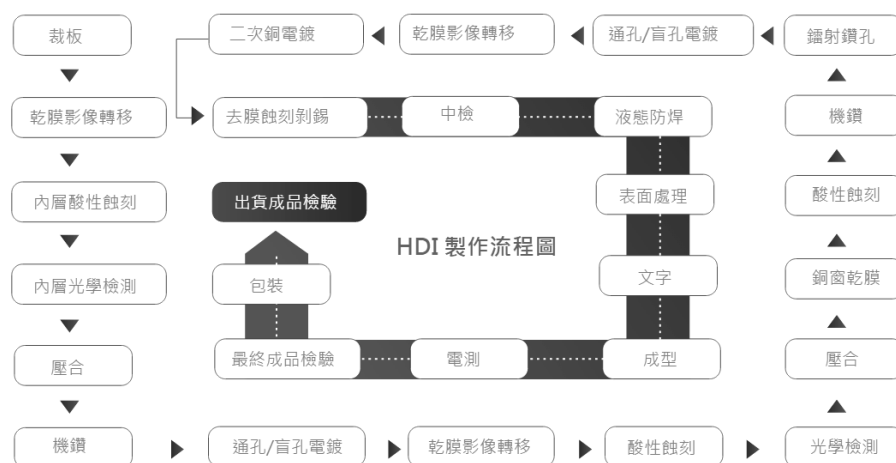 裁板
乾膜影像轉移
內層酸性蝕刻
內層光學檢測
壓合
機鑽
通孔/盲孔電鍍
乾膜影像轉移
酸性蝕刻
光學檢測
壓合
銅窗乾膜
酸性蝕刻
機鑽
鐳射鑽孔
通孔/盲孔電鍍
乾膜影像轉移
二次銅電鍍
去膜蝕刻剝錫
中檢
液態防焊
表面處理
文字
成型
電測
最終成品檢驗
包裝
出貨成品檢驗
HDI 製作流程圖